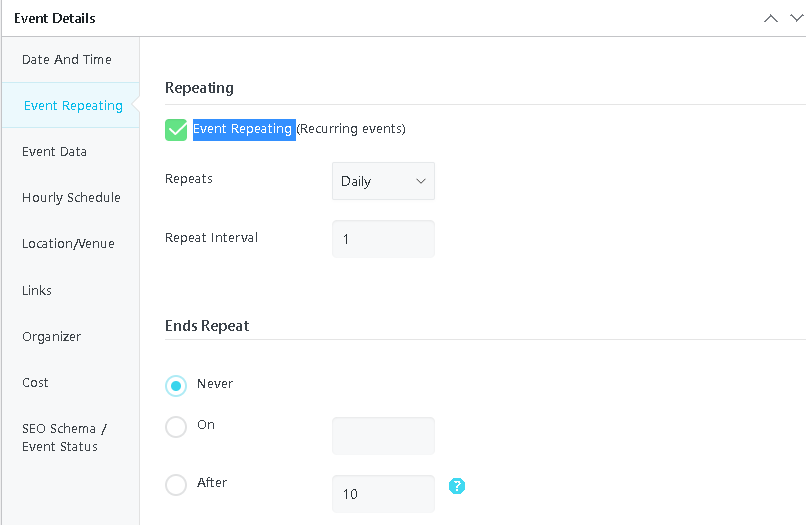 Event Details
Date And Time
Event Repeating
Event Data
Hourly Schedule
Location/Venue
Links
Organizer
Cost
SEO Schema /
Event Status
Repeating
Event Repeating (Recurring events)
Repeats
Daily
Repeat Interval
1
Ends Repeat
Never
On
After
10
?